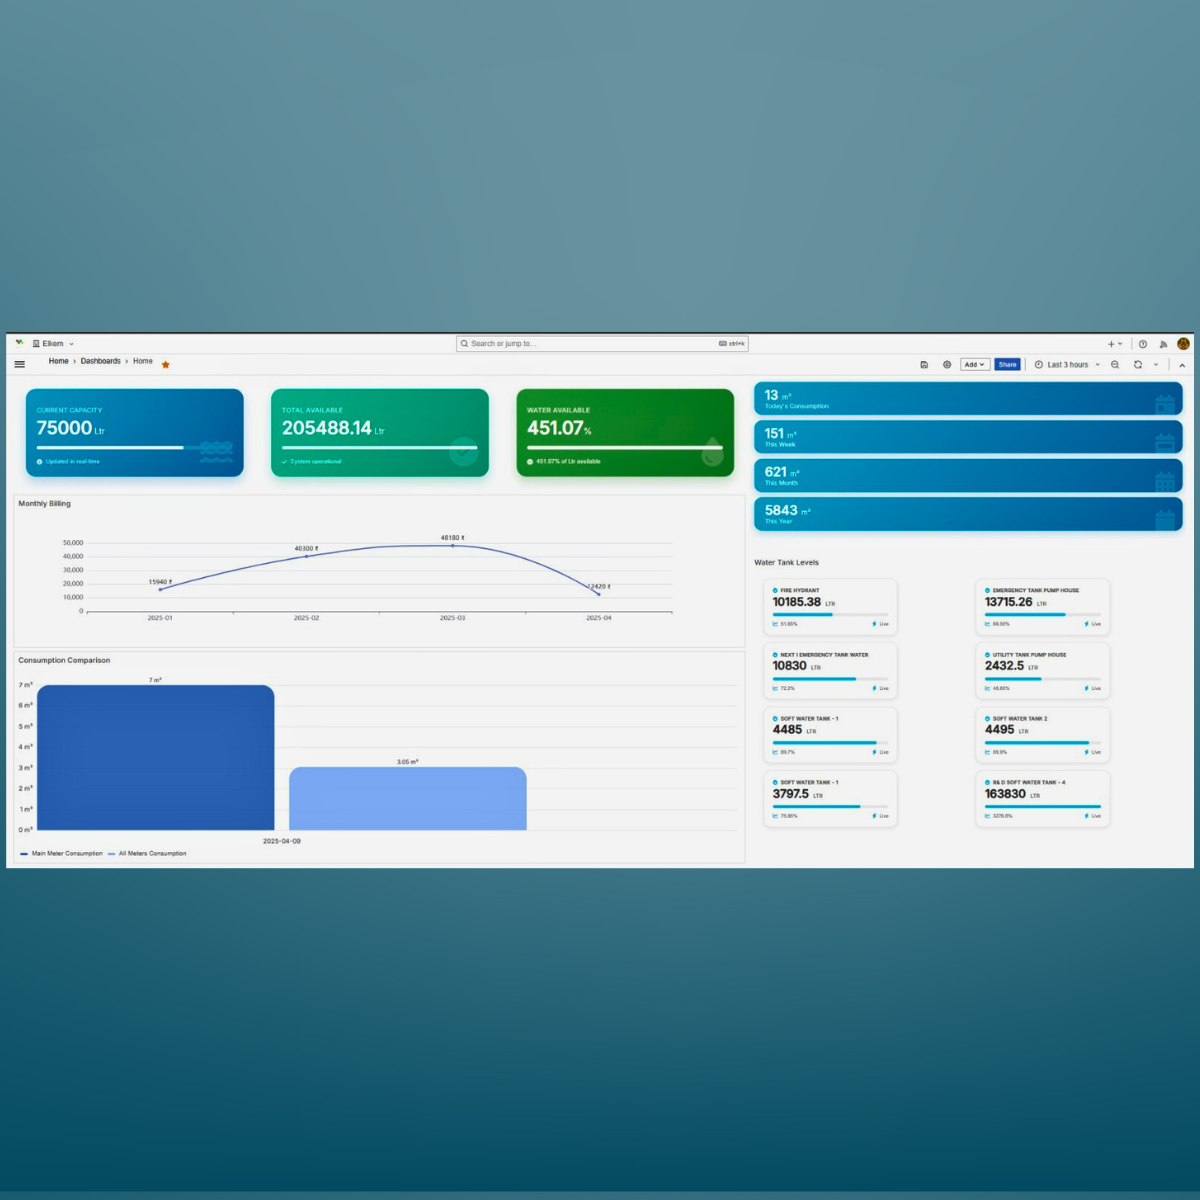 Elkem
Search or jump to...
ctrl+k
Home › Dashboards › Home
Add
Share
Last 3 hours
CURRENT CAPACITY
75000 Ltr
Updated in real-time
TOTAL AVAILABLE
205488.14 Ltr
System operational
WATER AVAILABLE
451.07%
451.07% of Ltr available
13 m³
Today's Consumption
151 m³
This Week
621 m³
This Month
5843 m³
This Year
Monthly Billing
50,000
40,000
30,000
20,000
10,000
0
15940 ₹
40300 ₹
48180 ₹
12420 ₹
2025-01
2025-02
2025-03
2025-04
Consumption Comparison
7 m³
6 m³
5 m³
4 m³
3 m³
2 m³
1 m³
0 m³
7 m³
3.05 m³
2025-04-09
Main Meter Consumption
All Meters Consumption
Water Tank Levels
FIRE HYDRANT
10185.38 LTR
Live
EMERGENCY TANK PUMP HOUSE
13715.26 LTR
Live
NEXT I EMERGENCY TANK WATER
10830 LTR
72.2%
Live
UTILITY TANK PUMP HOUSE
2432.5 LTR
Live
SOFT WATER TANK - 1
4485 LTR
89.7%
Live
SOFT WATER TANK 2
4495 LTR
89.9%
Live
SOFT WATER TANK - 1
3797.5 LTR
75.95%
Live
R& D SOFT WATER TANK - 4
163830 LTR
3276.6%
Live